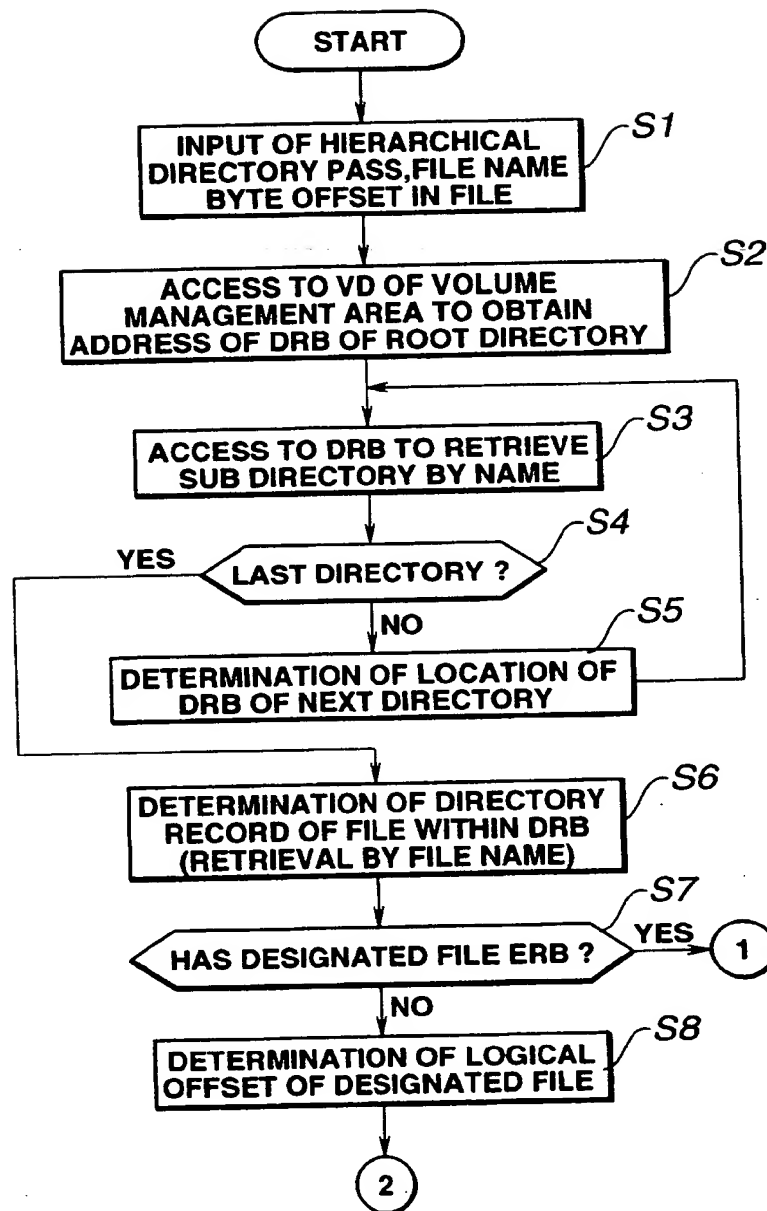 START
S1
INPUT OF HIERARCHICAL
DIRECTORY PASS,FILE NAME
BYTE OFFSET IN FILE
S2
ACCESS TO VD OF VOLUME
MANAGEMENT AREA TO OBTAIN
ADDRESS OF DRB OF ROOT DIRECTORY
S3
ACCESS TO DRB TO RETRIEVE
SUB DIRECTORY BY NAME
S4
YES
LAST DIRECTORY ?
NO
S5
DETERMINATION OF LOCATION OF
DRB OF NEXT DIRECTORY
S6
DETERMINATION OF DIRECTORY
RECORD OF FILE WITHIN DRB
(RETRIEVAL BY FILE NAME)
S7
HAS DESIGNATED FILE ERB ?
YES
1
NO
S8
DETERMINATION OF LOGICAL
OFFSET OF DESIGNATED FILE
2